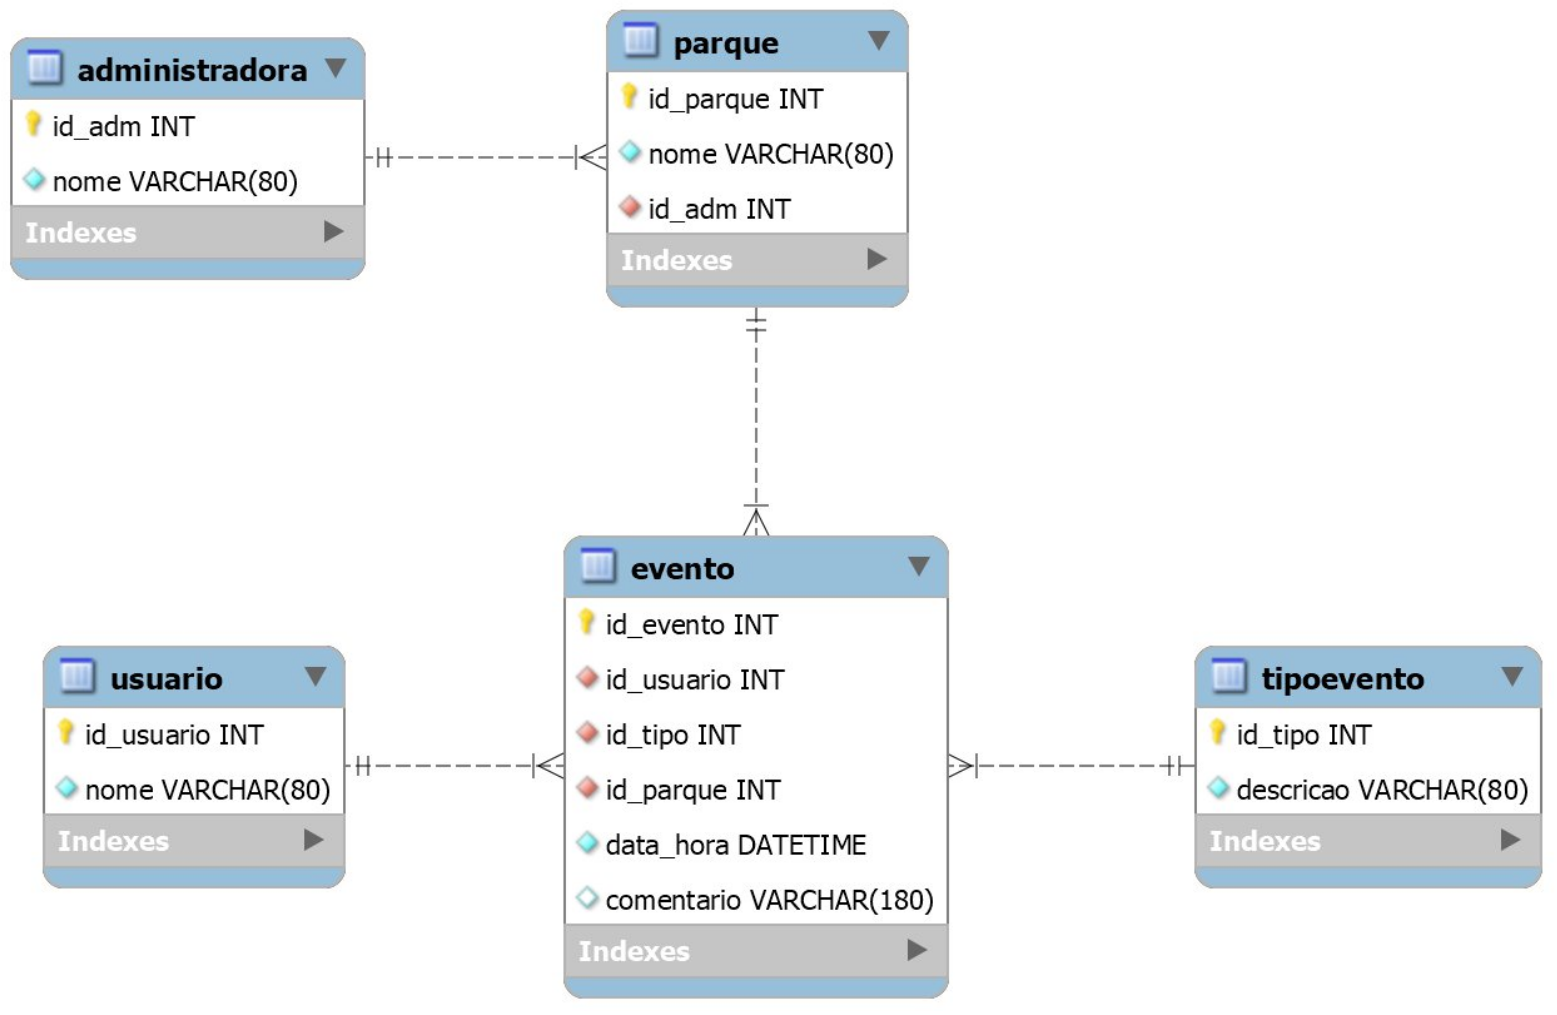 administradora
id_adm INT
nome VARCHAR(80)
Indexes
parque
id_parque INT
nome VARCHAR(80)
id_adm INT
Indexes
evento
id_evento INT
id_usuario INT
id_tipo INT
id_parque INT
data_hora DATETIME
comentario VARCHAR(180)
Indexes
usuario
id_usuario INT
nome VARCHAR(80)
Indexes
tipoevento
id_tipo INT
descricao VARCHAR(80)
Indexes